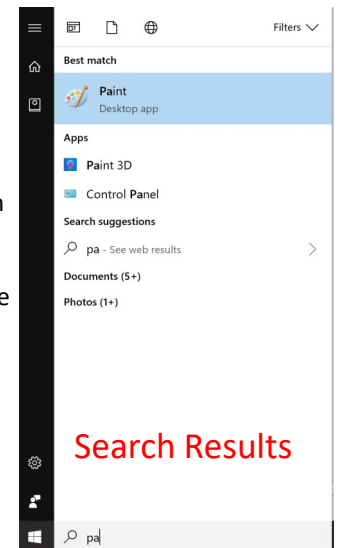 Filters
Best match
Paint
Desktop app
Apps
Paint 3D
Control Panel
Search suggestions
pa - See web results
Documents (5+)
Photos (1+)
Search Results
pa